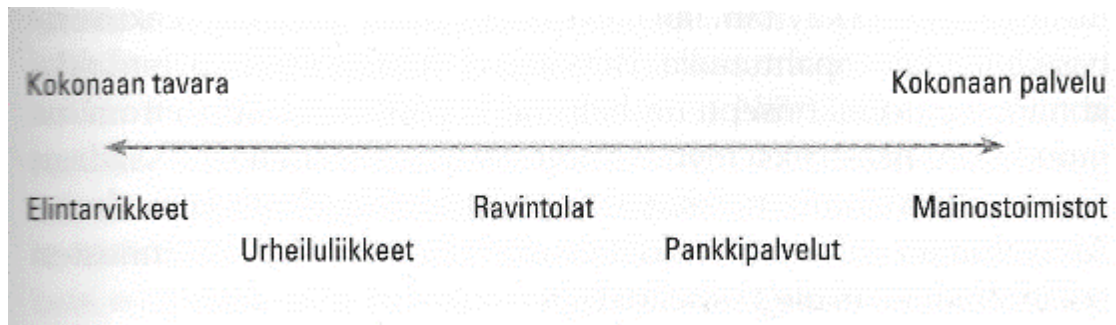 Kokonaan tavara Kokonaan palvelu
Elintarvikkeet Ravintolat Mainostoimistot
Urheiluliikkeet Pankkipalvelut